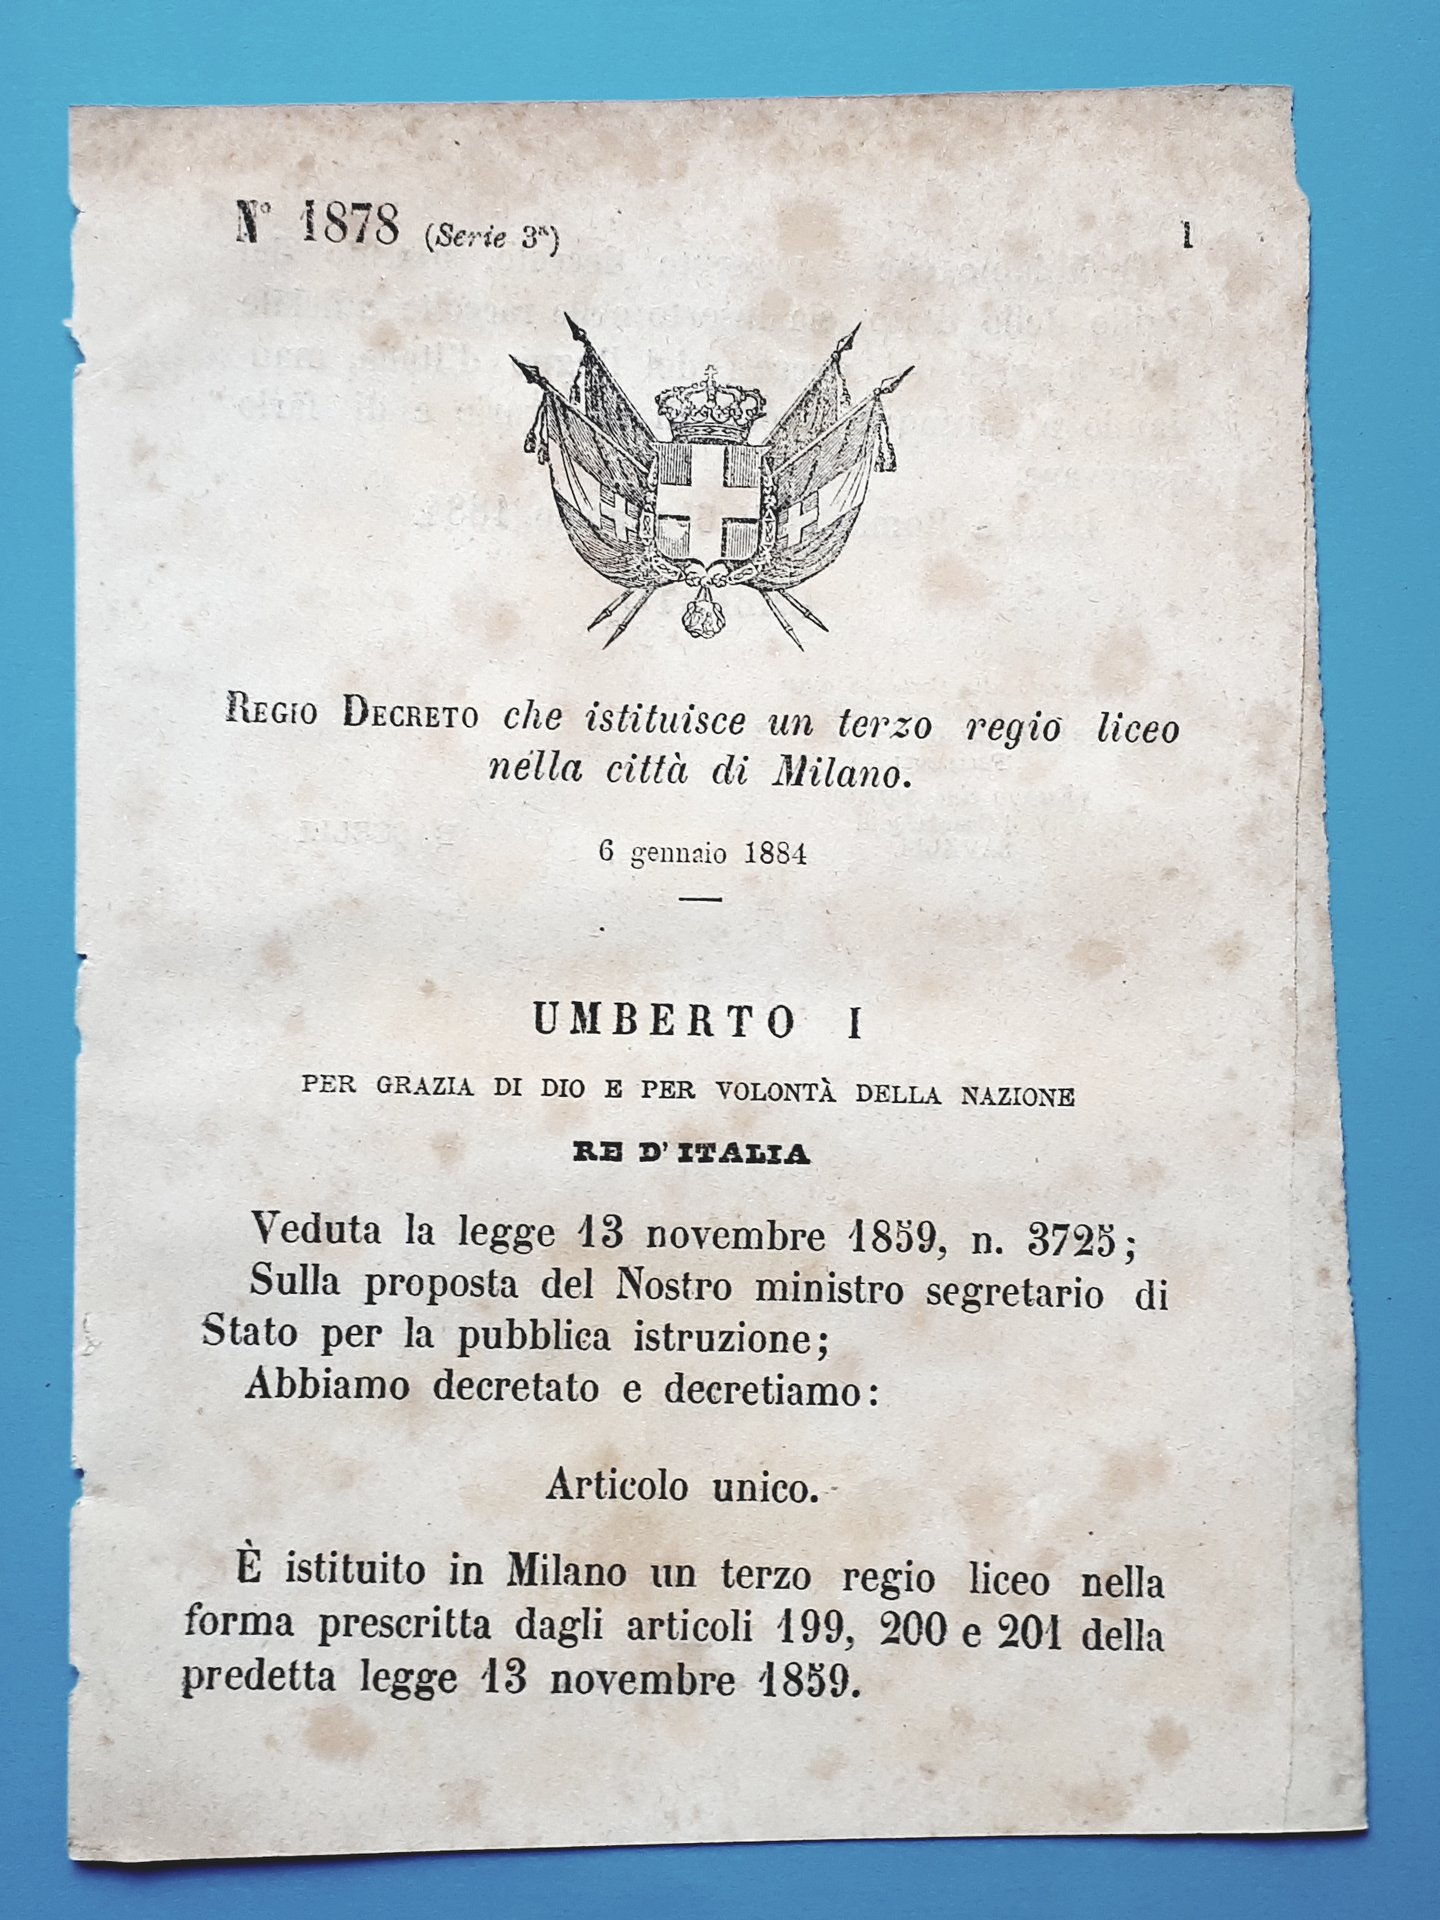 N° 1878 (Serie 3ª) 1
REGIO DECRETO che istituisce un terzo regio liceo
nella città di Milano.
6 gennaio 1884
UMBERTO I
PER GRAZIA DI DIO E PER VOLONTÀ DELLA NAZIONE
RE D'ITALIA
Veduta la legge 13 novembre 1859, n. 3725;
Sulla proposta del Nostro ministro segretario di
Stato per la pubblica istruzione;
Abbiamo decretato e decretiamo:
Articolo unico.
È istituito in Milano un terzo regio liceo nella
forma prescritta dagli articoli 199, 200 e 201 della
predetta legge 13 novembre 1859.